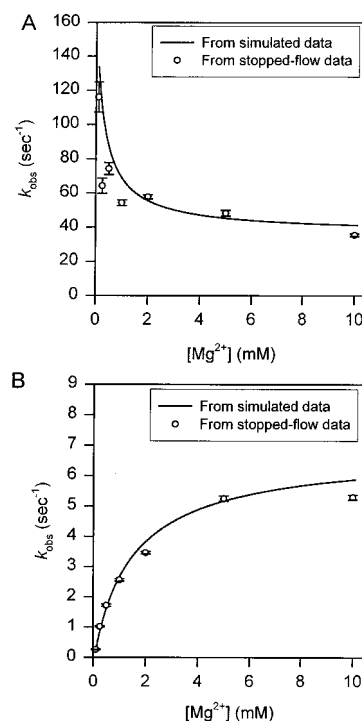 A
From simulated data
From stopped-flow data
160
140
120
100
80
60
40
20
0
k_obs (sec⁻¹)
0 2 4 6 8 10
[Mg²⁺] (mM)
B
From simulated data
From stopped-flow data
9
8
7
6
5
4
3
2
1
0
k_obs (sec⁻¹)
0 2 4 6 8 10
[Mg²⁺] (mM)